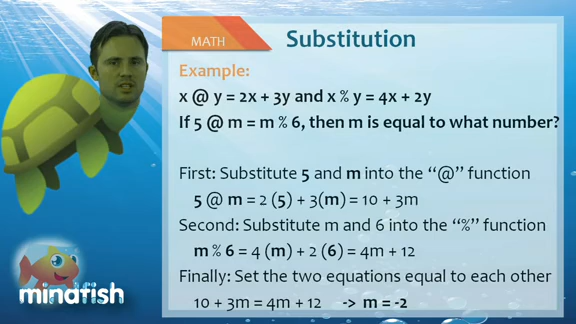 MATH
Substitution
Example:
x @ y = 2x + 3y and x % y = 4x + 2y
If 5 @ m = m % 6, then m is equal to what number?
First: Substitute 5 and m into the “@” function
5 @ m = 2 (5) + 3(m) = 10 + 3m
Second: Substitute m and 6 into the “%” function
m % 6 = 4 (m) + 2 (6) = 4m + 12
Finally: Set the two equations equal to each other
10 + 3m = 4m + 12 -> m = -2
mindfish